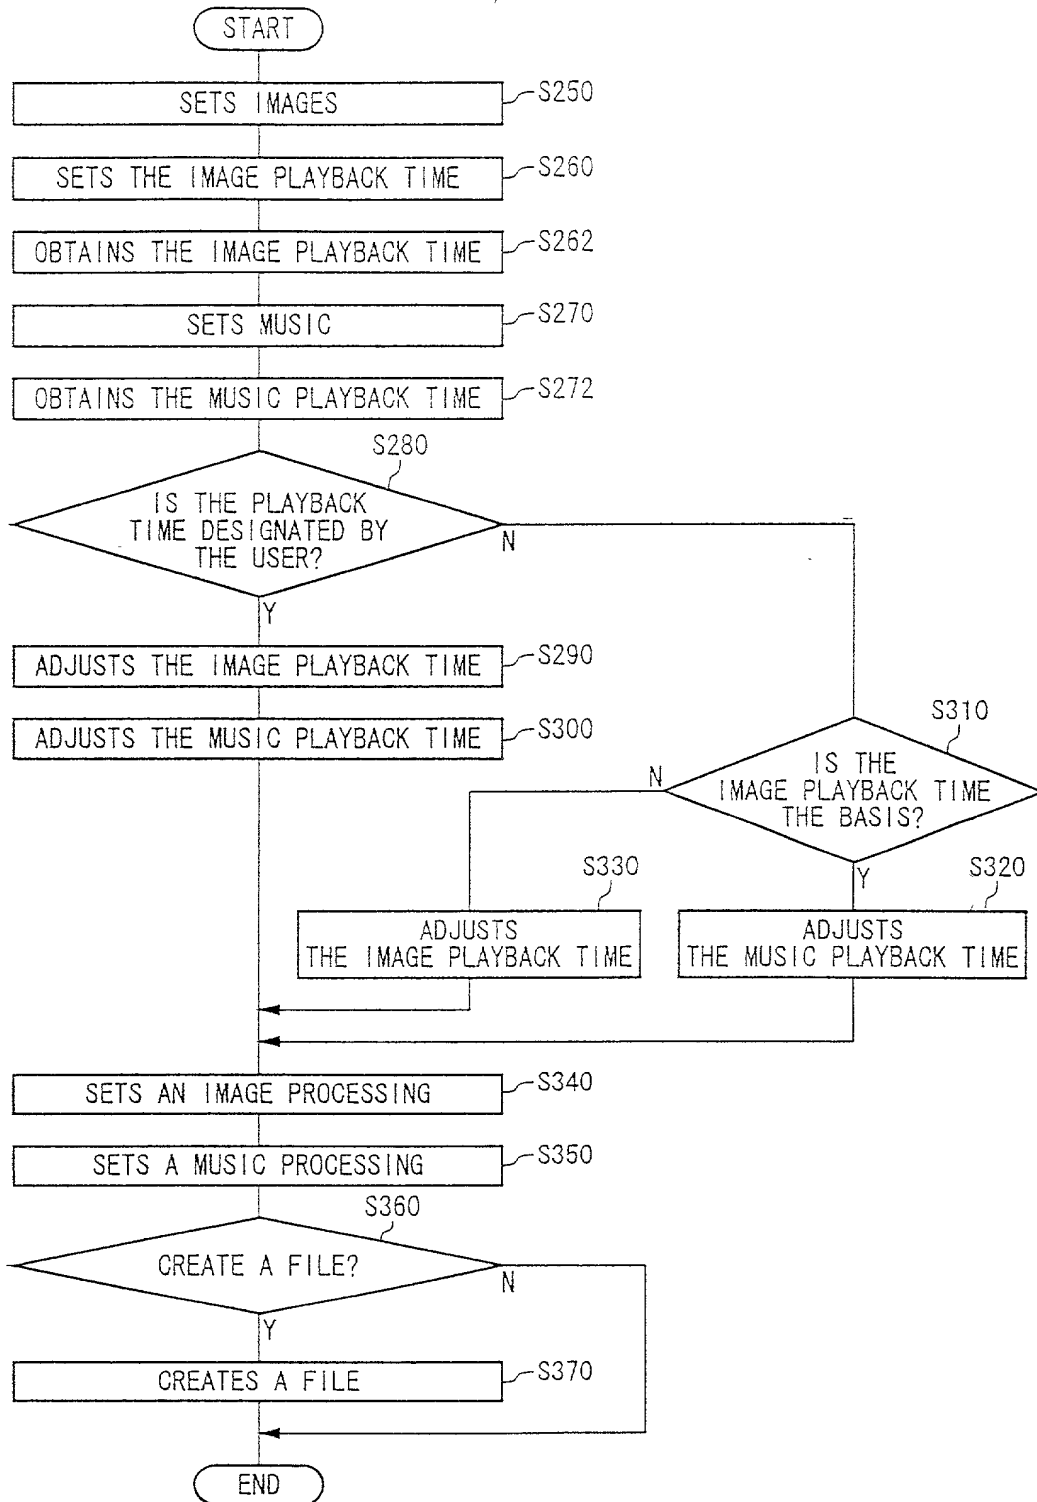 START
SETS IMAGES
S250
SETS THE IMAGE PLAYBACK TIME
S260
OBTAINS THE IMAGE PLAYBACK TIME
S262
SETS MUSIC
S270
OBTAINS THE MUSIC PLAYBACK TIME
S272
S280
IS THE PLAYBACK
TIME DESIGNATED BY
THE USER?
N
Y
ADJUSTS THE IMAGE PLAYBACK TIME
S290
ADJUSTS THE MUSIC PLAYBACK TIME
S300
S310
IS THE
IMAGE PLAYBACK TIME
THE BASIS?
N
Y
S330
ADJUSTS
THE IMAGE PLAYBACK TIME
S320
ADJUSTS
THE MUSIC PLAYBACK TIME
SETS AN IMAGE PROCESSING
S340
SETS A MUSIC PROCESSING
S350
S360
CREATE A FILE?
N
Y
CREATES A FILE
S370
END